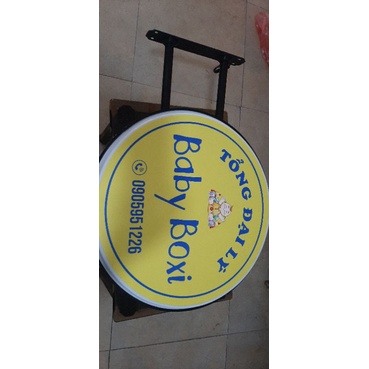 TỔNG ĐẠI LÝ
Baby BOXi
0905951226